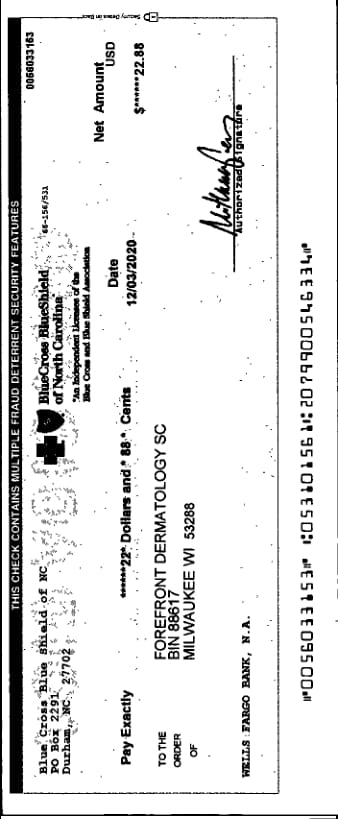 Security Details on Back
THIS CHECK CONTAINS MULTIPLE FRAUD DETERRENT SECURITY FEATURES
0056033153
Blue Cross Blue Shield of NC
PO Box 2291
Durham, NC 27702
BlueCross BlueShield
of North Carolina
An Independent Licensee of the
Blue Cross and Blue Shield Association
66-156/531
Date
12/03/2020
Net Amount
USD
$******22.88
Pay Exactly ******22* Dollars and * 88 * Cents
TO THE
ORDER
OF
FOREFRONT DERMATOLOGY SC
BIN 88617
MILWAUKEE WI 53288
Authorized Signature
WELLS FARGO BANK, N.A.
⑈0056033153⑈ ⑆053101561⑆ 2079900546334⑈